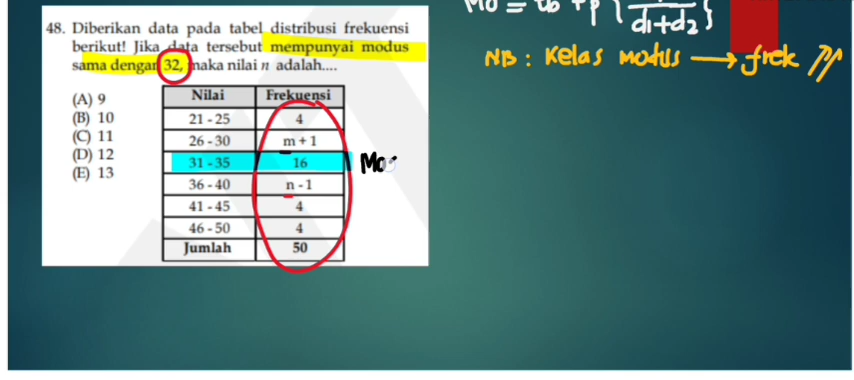 48. Diberikan data pada tabel distribusi frekuensi
berikut! Jika data tersebut mempunyai modus
sama dengan 32, maka nilai n adalah....
(A) 9
(B) 10
(C) 11
(D) 12
(E) 13
Nilai Frekuensi
21 - 25 4
26 - 30 m + 1
31 - 35 16
36 - 40 n - 1
41 - 45 4
46 - 50 4
Jumlah 50
Mo
Mo = tb + p {
d1+d2}
NB : Kelas modus → frek